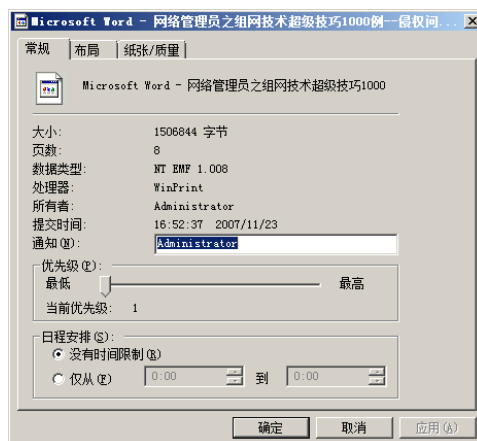 Microsoft Word - 网络管理员之组网技术超级技巧1000例--侵权问...
常规 布局 纸张/质量
Microsoft Word - 网络管理员之组网技术超级技巧1000
大小: 1506844 字节
页数: 8
数据类型: NT EMF 1.008
处理器: WinPrint
所有者: Administrator
提交时间: 16:52:37 2007/11/23
通知(N): Administrator
优先级(P):
最低 最高
当前优先级: 1
日程安排(S):
没有时间限制(R)
仅从(F) 0:00 到 0:00
确定 取消 应用(A)